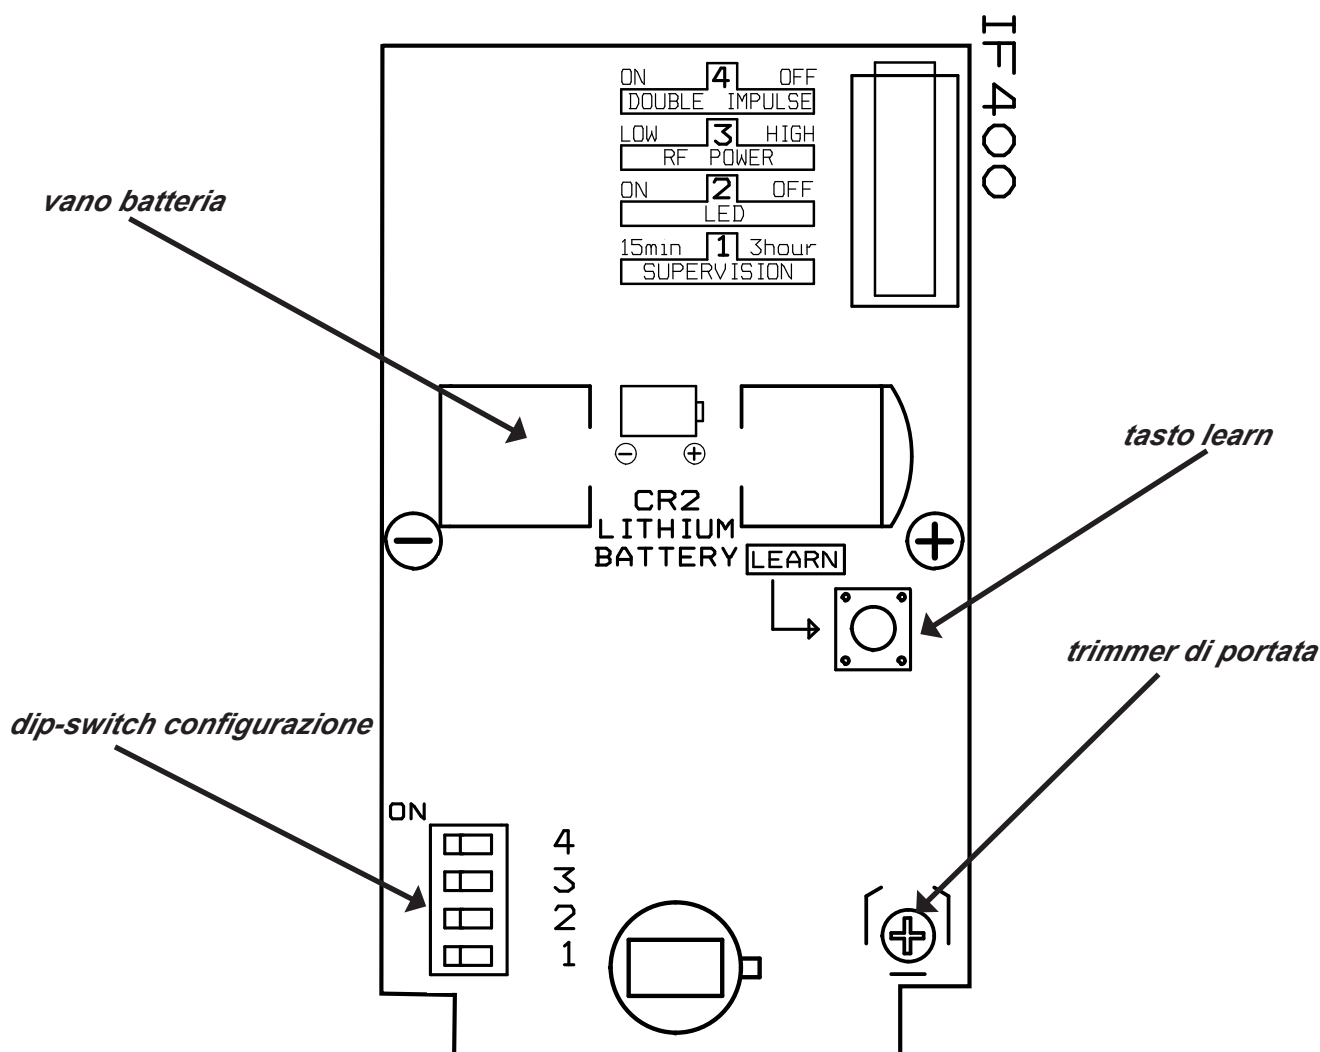 IF400
ON 4 OFF
DOUBLE IMPULSE
LOW 3 HIGH
RF POWER
ON 2 OFF
LED
15min 1 3hour
SUPERVISION
vano batteria
tasto learn
CR2
LITHIUM
BATTERY
LEARN
trimmer di portata
dip-switch configurazione
ON
4
3
2
1